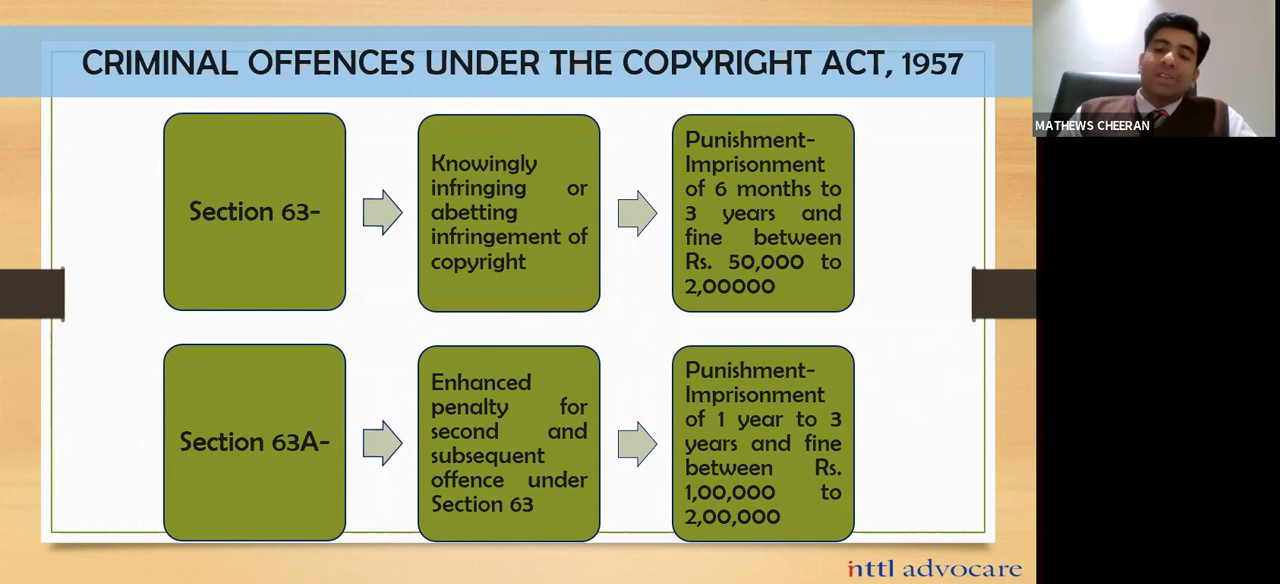 CRIMINAL OFFENCES UNDER THE COPYRIGHT ACT, 1957
MATHEWS CHEERAN
Section 63-
Knowingly
infringing or
abetting
infringement of
copyright
Punishment-
Imprisonment
of 6 months to
3 years and
fine between
Rs. 50,000 to
2,00000
Section 63A-
Enhanced
penalty for
second and
subsequent
offence under
Section 63
Punishment-
Imprisonment
of 1 year to 3
years and fine
between Rs.
1,00,000 to
2,00,000
inttl advocare